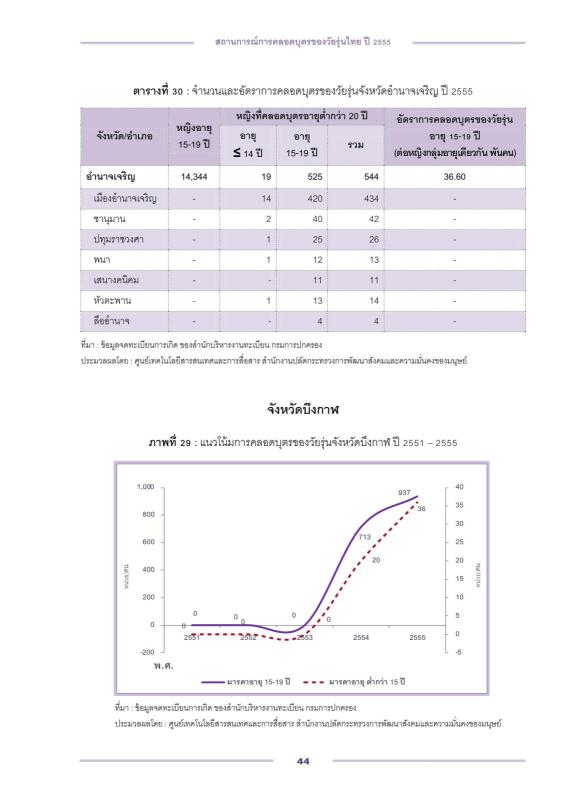 สถานการณ์การคลอดบุตรของวัยรุ่นไทย ปี 2555
ตารางที่ 30 : จำนวนและอัตราการคลอดบุตรของวัยรุ่นจังหวัดอำนาจเจริญ ปี 2555
จังหวัด/อำเภอ หญิงอายุ 15-19 ปี หญิงที่คลอดบุตรอายุต่ำกว่า 20 ปี อัตราการคลอดบุตรของวัยรุ่น อายุ 15-19 ปี (ต่อหญิงกลุ่มอายุเดียวกัน พันคน)
อายุ ≤ 14 ปี อายุ 15-19 ปี รวม
อำนาจเจริญ 14,344 19 525 544 36.60
เมืองอำนาจเจริญ - 14 420 434 -
ชานุมาน - 2 40 42 -
ปทุมราชวงศา - 1 25 26 -
พนา - 1 12 13 -
เสนางคนิคม - - 11 11 -
หัวตะพาน - 1 13 14 -
ลืออำนาจ - - 4 4 -
ที่มา : ข้อมูลจดทะเบียนการเกิด ของสำนักบริหารงานทะเบียน กรมการปกครอง
ประมวลผลโดย : ศูนย์เทคโนโลยีสารสนเทศและการสื่อสาร สำนักงานปลัดกระทรวงการพัฒนาสังคมและความมั่นคงของมนุษย์
จังหวัดบึงกาฬ
ภาพที่ 29 : แนวโน้มการคลอดบุตรของวัยรุ่นจังหวัดบึงกาฬ ปี 2551 – 2555
1,000 937 40
36 35
800 30
713
600 25
20 20
400 15
หน่วย:คน หน่วย:คน
200 10
0 0 0 0 5
0 0 0 0
2551 2552 2553 2554 2555
-200 -5
พ.ศ.
มารดาอายุ 15-19 ปี มารดาอายุ ต่ำกว่า 15 ปี
ที่มา : ข้อมูลจดทะเบียนการเกิด ของสำนักบริหารงานทะเบียน กรมการปกครอง
ประมวลผลโดย : ศูนย์เทคโนโลยีสารสนเทศและการสื่อสาร สำนักงานปลัดกระทรวงการพัฒนาสังคมและความมั่นคงของมนุษย์
44